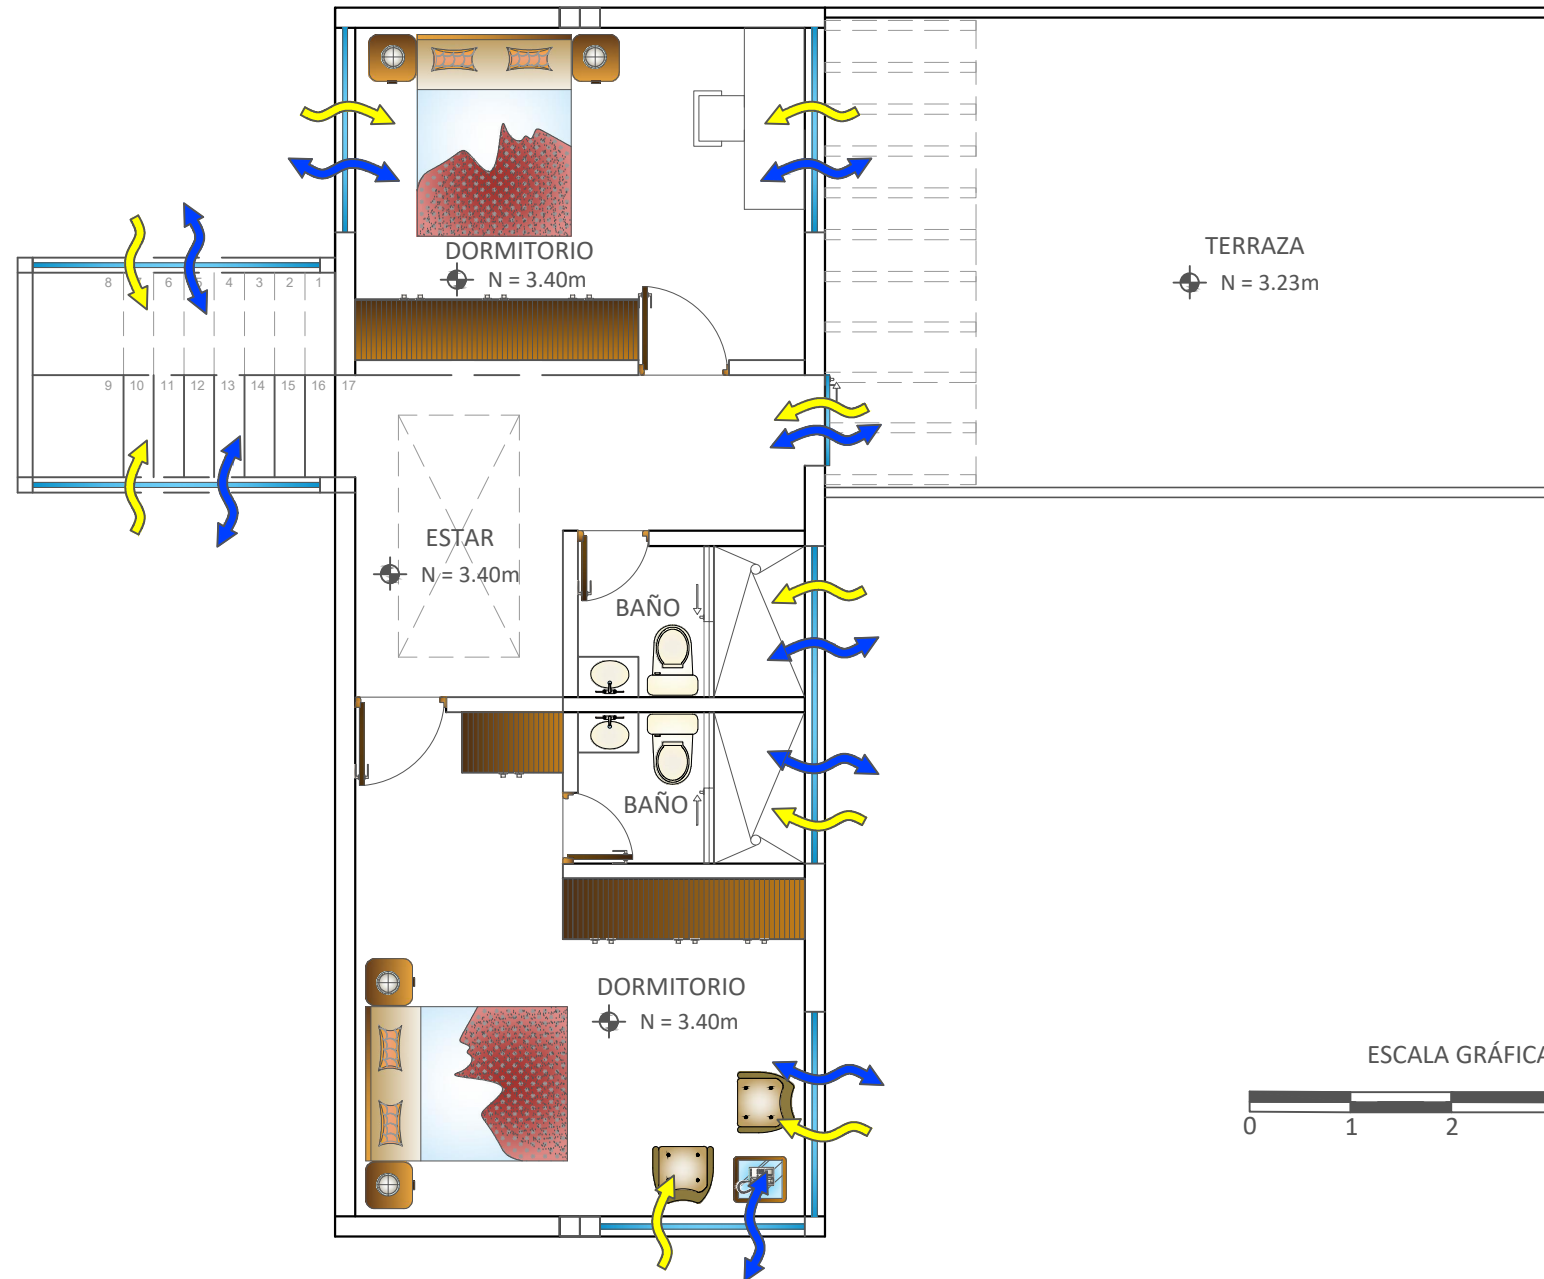 DORMITORIO
N = 3.40m
TERRAZA
N = 3.23m
8 6 5 4 3 2 1
9 10 11 12 13 14 15 16 17
ESTAR
N = 3.40m
BAÑO
BAÑO
DORMITORIO
N = 3.40m
ESCALA GRÁFICA
0 1 2